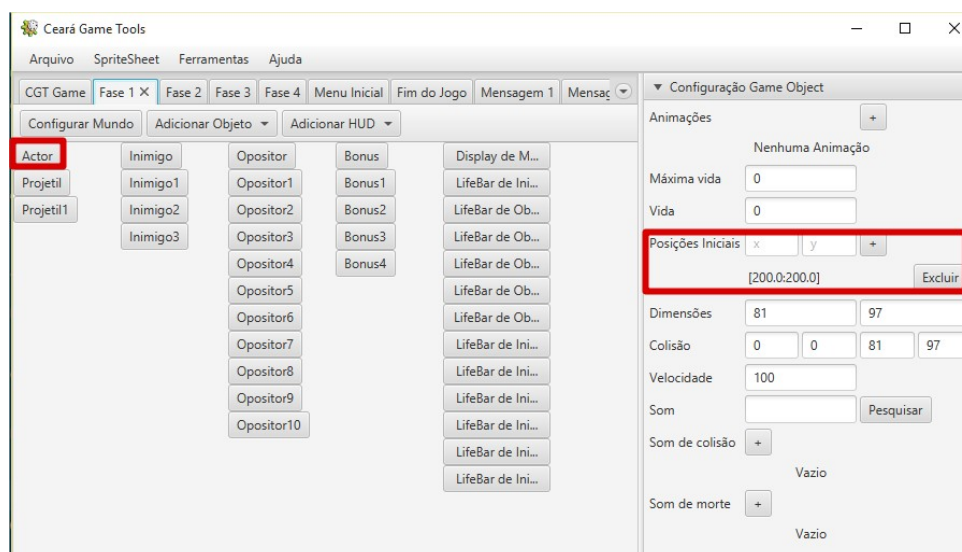 Ceará Game Tools
Arquivo SpriteSheet Ferramentas Ajuda
CGT Game Fase 1 X Fase 2 Fase 3 Fase 4 Menu Inicial Fim do Jogo Mensagem 1
Configurar Mundo Adicionar Objeto Adicionar HUD
Actor Inimigo Opositor Bonus Display de M...
Projetil Inimigo1 Opositor1 Bonus1 LifeBar de Ini...
Projetil1 Inimigo2 Opositor2 Bonus2 LifeBar de Ob...
Inimigo3 Opositor3 Bonus3 LifeBar de Ob...
Opositor4 Bonus4 LifeBar de Ob...
Opositor5 LifeBar de Ob...
Opositor6 LifeBar de Ob...
Opositor7 LifeBar de Ini...
Opositor8 LifeBar de Ini...
Opositor9 LifeBar de Ini...
Opositor10 LifeBar de Ini...
LifeBar de Ini...
LifeBar de Ini...
Configuração Game Object
Animações +
Nenhuma Animação
Máxima vida 0
Vida 0
Posições Iniciais x y +
[200.0:200.0] Excluir
Dimensões 81 97
Colisão 0 0 81 97
Velocidade 100
Som Pesquisar
Som de colisão +
Vazio
Som de morte +
Vazio